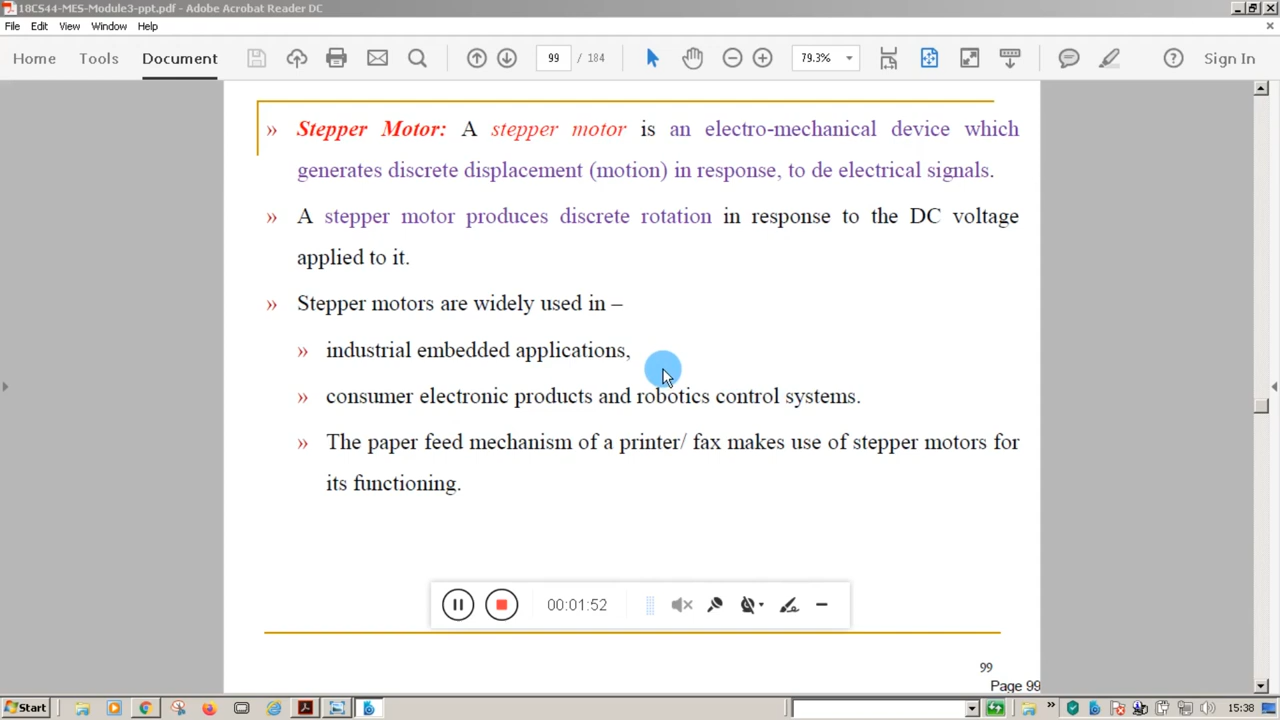 18CS44-MES-Module3-ppt.pdf - Adobe Acrobat Reader DC
File Edit View Window Help
Home Tools Document 99 / 184 79.3% Sign In
» Stepper Motor: A stepper motor is an electro-mechanical device which
generates discrete displacement (motion) in response, to de electrical signals.
» A stepper motor produces discrete rotation in response to the DC voltage
applied to it.
» Stepper motors are widely used in –
» industrial embedded applications,
» consumer electronic products and robotics control systems.
» The paper feed mechanism of a printer/ fax makes use of stepper motors for
its functioning.
00:01:52
99
Page 99
Start » 15:38